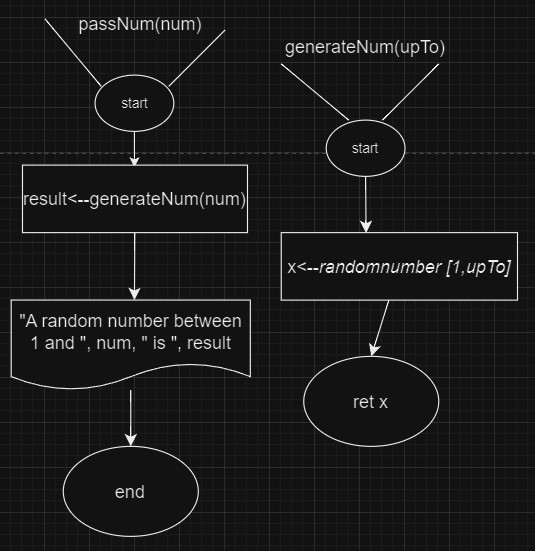 passNum(num)
start
result<--generateNum(num)
"A random number between
1 and ", num, " is ", result
end
generateNum(upTo)
start
x<--randomnumber [1,upTo]
ret x